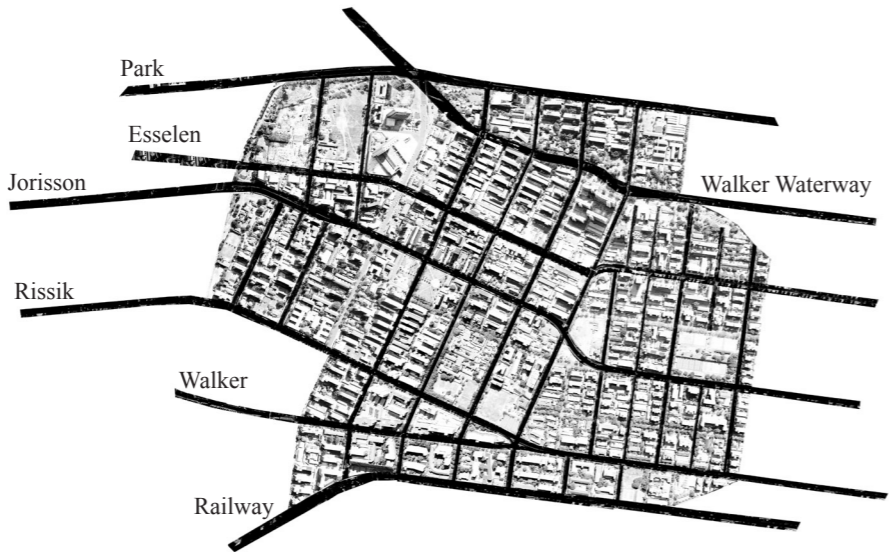 Park
Esselen
Jorisson
Walker Waterway
Rissik
Walker
Railway